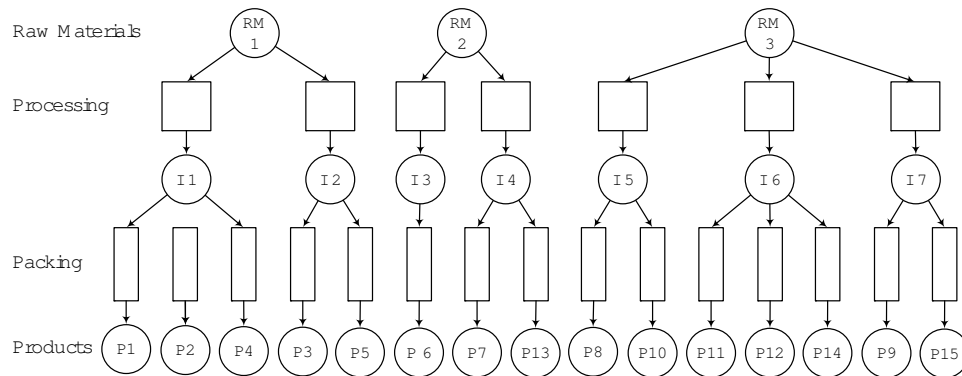 Raw Materials
RM
1
RM
2
RM
3
Processing
I1
I2
I3
I4
I5
I6
I7
Packing
Products
P1
P2
P4
P3
P5
P 6
P7
P13
P8
P10
P11
P12
P14
P9
P15